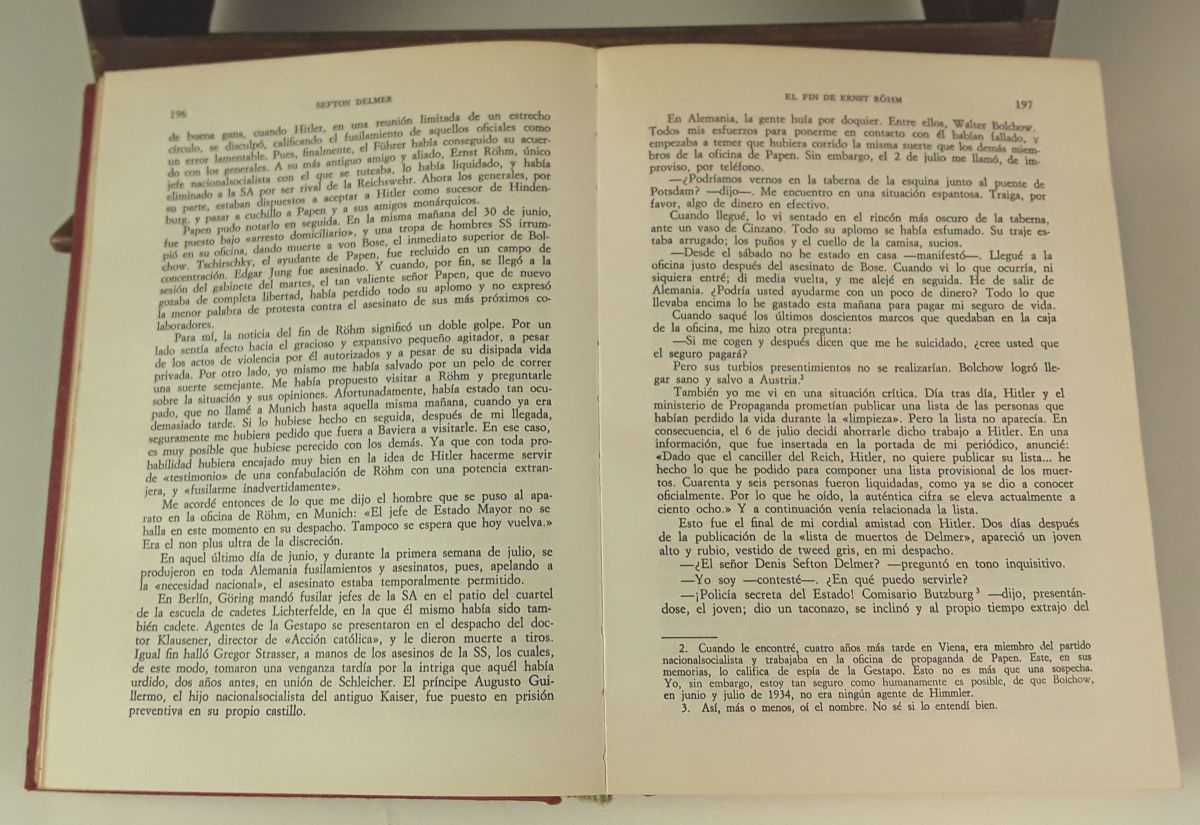 196
SEFTON DELMER
de buena gana, cuando Hitler, en una reunión limitada de un estrecho
círculo, se disculpó, calificando el fusilamiento de aquellos oficiales como
un error lamentable. Pues, finalmente, el Führer había conseguido su acuer-
do con los generales. A su más antiguo amigo y aliado, Ernst Röhm, único
jefe nacionalsocialista con el que se tuteaba, lo había liquidado, y había
eliminado a la SA por ser rival de la Reichswehr. Ahora los generales, por
su parte, estaban dispuestos a aceptar a Hitler como sucesor de Hinden-
burg, y pasar a cuchillo a Papen y a sus amigos monárquicos.
Papen pudo notarlo en seguida. En la misma mañana del 30 de junio,
fue puesto bajo «arresto domiciliario», y una tropa de hombres SS irrum-
pió en su oficina, dando muerte a von Bose, el inmediato superior de Bol-
chow. Tschirschky, el ayudante de Papen, fue recluido en un campo de
concentración. Edgar Jung fue asesinado. Y cuando, por fin, se llegó a la
sesión del gabinete del martes, el tan valiente señor Papen, que de nuevo
gozaba de completa libertad, había perdido todo su aplomo y no expresó
la menor palabra de protesta contra el asesinato de sus más próximos co-
laboradores.
Para mí, la noticia del fin de Röhm significó un doble golpe. Por un
lado sentía afecto hacia el gracioso y expansivo pequeño agitador, a pesar
de los actos de violencia por él autorizados y a pesar de su disipada vida
privada. Por otro lado, yo mismo me había salvado por un pelo de correr
una suerte semejante. Me había propuesto visitar a Röhm y preguntarle
sobre la situación y sus opiniones. Afortunadamente, había estado tan ocu-
pado, que no llamé a Munich hasta aquella misma mañana, cuando ya era
demasiado tarde. Si lo hubiese hecho en seguida, después de mi llegada,
seguramente me hubiera pedido que fuera a Baviera a visitarle. En ese caso,
es muy posible que hubiese perecido con los demás. Ya que con toda pro-
babilidad hubiera encajado muy bien en la idea de Hitler hacerme servir
de «testimonio» de una confabulación de Röhm con una potencia extran-
jera, y «fusilarme inadvertidamente».
Me acordé entonces de lo que me dijo el hombre que se puso al apa-
rato en la oficina de Röhm, en Munich: «El jefe de Estado Mayor no se
halla en este momento en su despacho. Tampoco se espera que hoy vuelva.»
Era el non plus ultra de la discreción.
En aquel último día de junio, y durante la primera semana de julio, se
produjeron en toda Alemania fusilamientos y asesinatos, pues, apelando a
la «necesidad nacional», el asesinato estaba temporalmente permitido.
En Berlín, Göring mandó fusilar jefes de la SA en el patio del cuartel
de la escuela de cadetes Lichterfelde, en la que él mismo había sido tam-
bién cadete. Agentes de la Gestapo se presentaron en el despacho del doc-
tor Klausener, director de «Acción católica», y le dieron muerte a tiros.
Igual fin halló Gregor Strasser, a manos de los asesinos de la SS, los cuales,
de este modo, tomaron una venganza tardía por la intriga que aquél había
urdido, dos años antes, en unión de Schleicher. El príncipe Augusto Gui-
llermo, el hijo nacionalsocialista del antiguo Kaiser, fue puesto en prisión
preventiva en su propio castillo.
EL FIN DE ERNST RÖHM
197
En Alemania, la gente huía por doquier. Entre ellos, Walter Bolchow.
Todos mis esfuerzos para ponerme en contacto con él habían fallado, y
empezaba a temer que hubiera corrido la misma suerte que los demás miem-
bros de la oficina de Papen. Sin embargo, el 2 de julio me llamó, de im-
proviso, por teléfono.
—¿Podríamos vernos en la taberna de la esquina junto al puente de
Potsdam? —dijo—. Me encuentro en una situación espantosa. Traiga, por
favor, algo de dinero en efectivo.
Cuando llegué, lo vi sentado en el rincón más oscuro de la taberna,
ante un vaso de Cinzano. Todo su aplomo se había esfumado. Su traje es-
taba arrugado; los puños y el cuello de la camisa, sucios.
—Desde el sábado no he estado en casa —manifestó—. Llegué a la
oficina justo después del asesinato de Bose. Cuando vi lo que ocurría, ni
siquiera entré; di media vuelta, y me alejé en seguida. He de salir de
Alemania. ¿Podría usted ayudarme con un poco de dinero? Todo lo que
llevaba encima lo he gastado esta mañana para pagar mi seguro de vida.
Cuando saqué los últimos doscientos marcos que quedaban en la caja
de la oficina, me hizo otra pregunta:
—Si me cogen y después dicen que me he suicidado, ¿cree usted que
el seguro pagará?
Pero sus turbios presentimientos no se realizarían. Bolchow logró lle-
gar sano y salvo a Austria.²
También yo me vi en una situación crítica. Día tras día, Hitler y el
ministerio de Propaganda prometían publicar una lista de las personas que
habían perdido la vida durante la «limpieza». Pero la lista no aparecía. En
consecuencia, el 6 de julio decidí ahorrarle dicho trabajo a Hitler. En una
información, que fue insertada en la portada de mi periódico, anuncié:
«Dado que el canciller del Reich, Hitler, no quiere publicar su lista... he
hecho lo que he podido para componer una lista provisional de los muer-
tos. Cuarenta y seis personas fueron liquidadas, como ya se dio a conocer
oficialmente. Por lo que he oído, la auténtica cifra se eleva actualmente a
ciento ocho.» Y a continuación venía relacionada la lista.
Esto fue el final de mi cordial amistad con Hitler. Dos días después
de la publicación de la «lista de muertos de Delmer», apareció un joven
alto y rubio, vestido de tweed gris, en mi despacho.
—¿El señor Denis Sefton Delmer? —preguntó en tono inquisitivo.
—Yo soy —contesté—. ¿En qué puedo servirle?
—¡Policía secreta del Estado! Comisario Butzburg³ —dijo, presentán-
dose, el joven; dio un taconazo, se inclinó y al propio tiempo extrajo del
2. Cuando le encontré, cuatro años más tarde en Viena, era miembro del partido
nacionalsocialista y trabajaba en la oficina de propaganda de Papen. Este, en sus
memorias, lo califica de espía de la Gestapo. Esto no es más que una sospecha.
Yo, sin embargo, estoy tan seguro como humanamente es posible, de que Bolchow,
en junio y julio de 1934, no era ningún agente de Himmler.
3. Así, más o menos, oí el nombre. No sé si lo entendí bien.